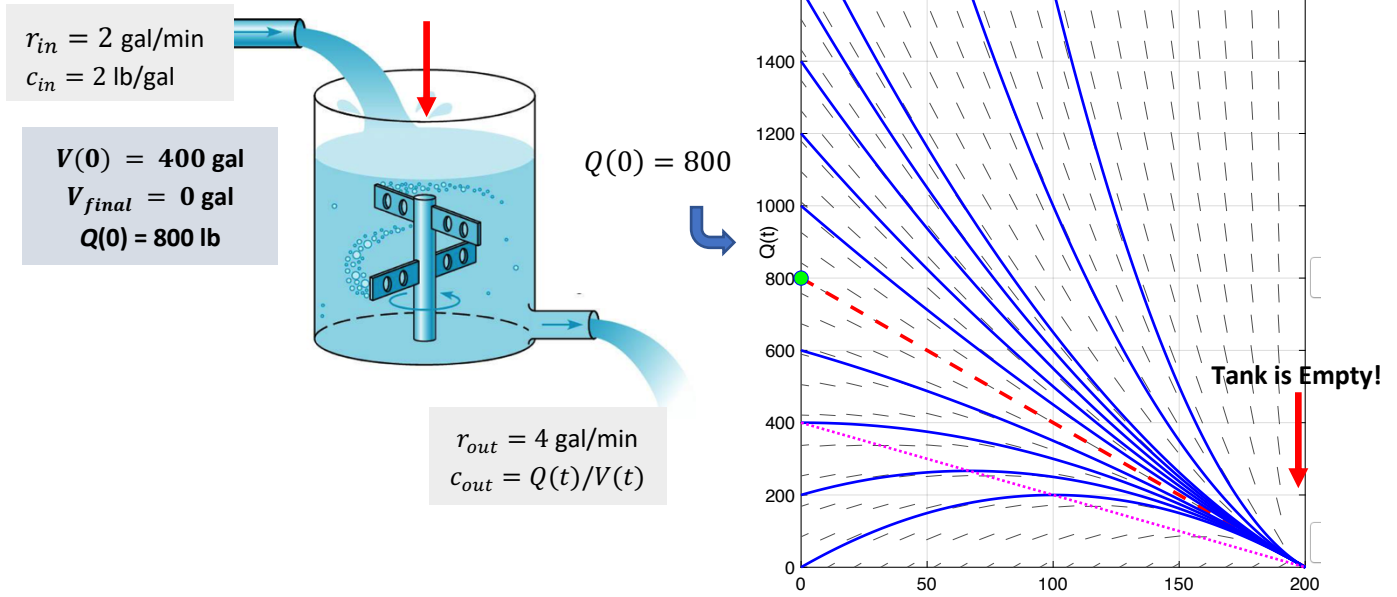 r_in = 2 gal/min
c_in = 2 lb/gal
V(0) = 400 gal
V_final = 0 gal
Q(0) = 800 lb
r_out = 4 gal/min
c_out = Q(t)/V(t)
Q(0) = 800
Q(t)
1400
1200
1000
800
600
400
200
0
0 50 100 150 200
Tank is Empty!